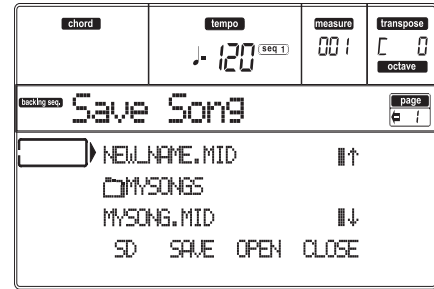 chord
tempo
measure
transpose
♩- 120 seq 1
001
C 0
octave
backing seq. Save Song
page
1
NEW_NAME.MID
MYSONGS
MYSONG.MID
SD SAVE OPEN CLOSE